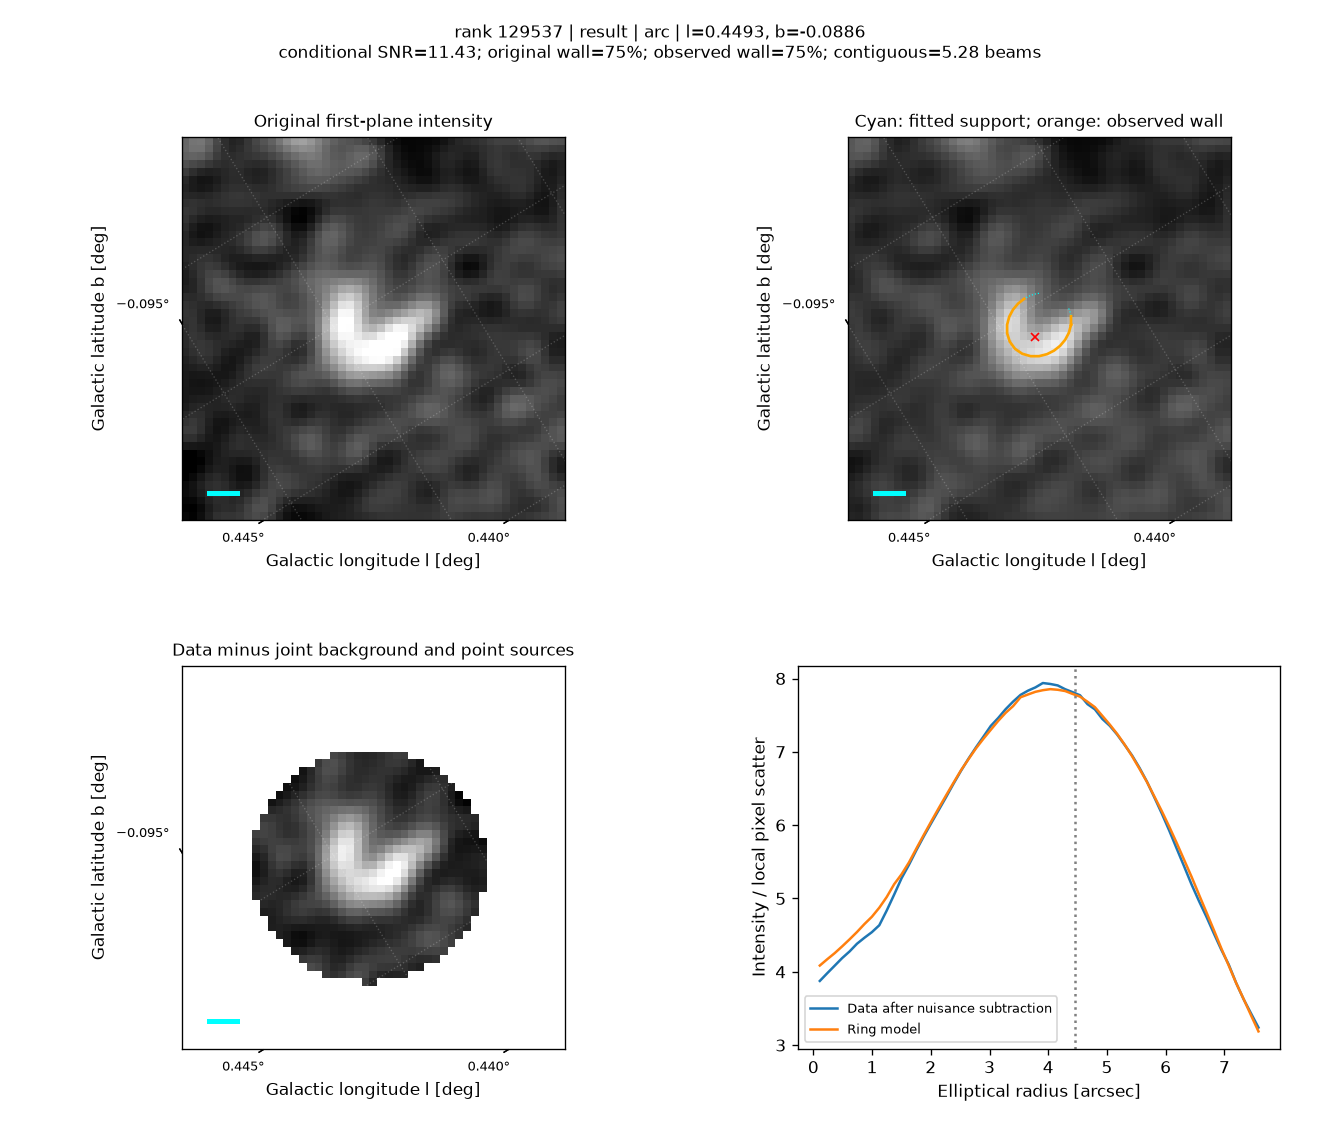 rank 129537 | result | arc | l=0.4493, b=-0.0886
conditional SNR=11.43; original wall=75%; observed wall=75%; contiguous=5.28 beams
Original first-plane intensity
Cyan: fitted support; orange: observed wall
Galactic latitude b [deg]
−0.095°
0.445°
0.440°
Galactic longitude l [deg]
Galactic latitude b [deg]
−0.095°
0.445°
0.440°
Galactic longitude l [deg]
Data minus joint background and point sources
Galactic latitude b [deg]
−0.095°
0.445°
0.440°
Galactic longitude l [deg]
Intensity / local pixel scatter
8
7
6
5
4
3
Data after nuisance subtraction
Ring model
0 1 2 3 4 5 6 7
Elliptical radius [arcsec]